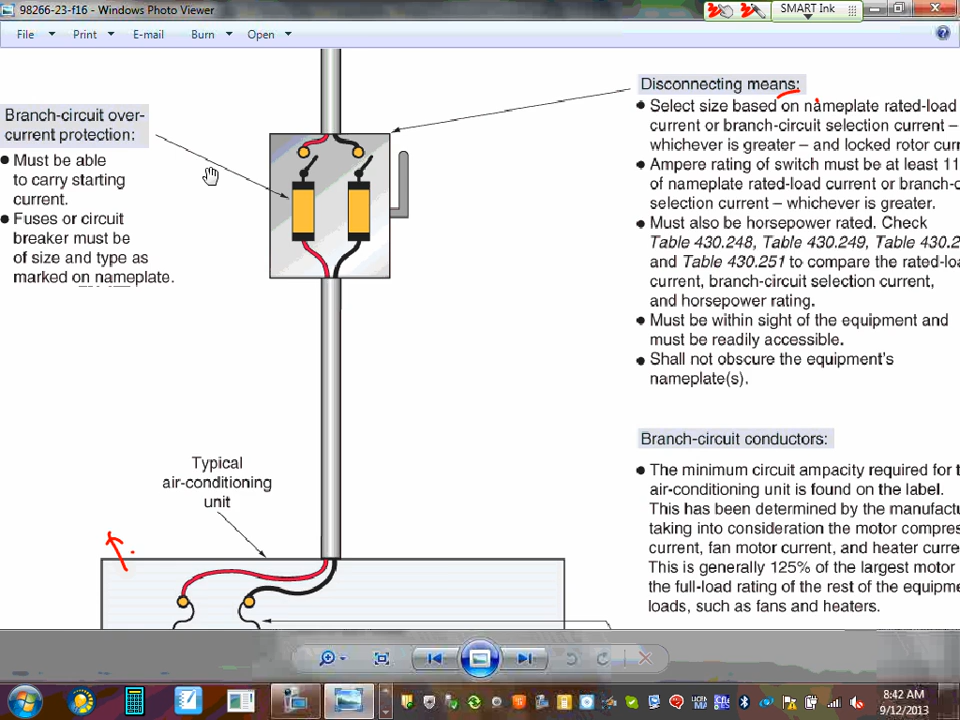 98266-23-f16 - Windows Photo Viewer
SMART Ink
File Print E-mail Burn Open
Branch-circuit over-
current protection:
Must be able
to carry starting
current.
Fuses or circuit
breaker must be
of size and type as
marked on nameplate.
Disconnecting means:
Select size based on nameplate rated-load
current or branch-circuit selection current –
whichever is greater – and locked rotor curr
Ampere rating of switch must be at least 11
of nameplate rated-load current or branch-c
selection current – whichever is greater.
Must also be horsepower rated. Check
Table 430.248, Table 430.249, Table 430.2
and Table 430.251 to compare the rated-loa
current, branch-circuit selection current,
and horsepower rating.
Must be within sight of the equipment and
must be readily accessible.
Shall not obscure the equipment's
nameplate(s).
Typical
air-conditioning
unit
Branch-circuit conductors:
The minimum circuit ampacity required for t
air-conditioning unit is found on the label.
This has been determined by the manufactu
taking into consideration the motor compres
current, fan motor current, and heater curre
This is generally 125% of the largest motor
the full-load rating of the rest of the equipme
loads, such as fans and heaters.
8:42 AM
9/12/2013